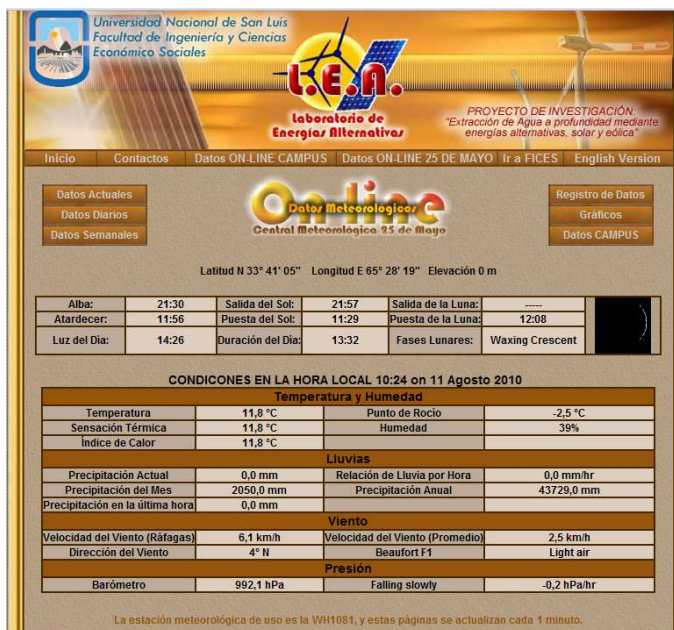 Universidad Nacional de San Luis
Facultad de Ingeniería y Ciencias
Económico Sociales
L.E.A.
Laboratorio de
Energías Alternativas
PROYECTO DE INVESTIGACIÓN:
"Extracción de Agua a profundidad mediante
energías alternativas, solar y eólica"
Inicio Contactos Datos ON-LINE CAMPUS Datos ON-LINE 25 DE MAYO Ir a FICES English Version
Datos Actuales
Datos Diarios
Datos Semanales
On-line
Datos Meteorologicos
Central Meteorológica 25 de Mayo
Registro de Datos
Gráficos
Datos CAMPUS
Latitud N 33° 41' 05" Longitud E 65° 28' 19" Elevación 0 m
Alba: 21:30 Salida del Sol: 21:57 Salida de la Luna: -----
Atardecer: 11:56 Puesta del Sol: 11:29 Puesta de la Luna: 12:08
Luz del Día: 14:26 Duración del Día: 13:32 Fases Lunares: Waxing Crescent
CONDICONES EN LA HORA LOCAL 10:24 on 11 Agosto 2010
Temperatura y Humedad
Temperatura 11,8 °C Punto de Rocío -2,5 °C
Sensación Térmica 11,8 °C Humedad 39%
Índice de Calor 11,8 °C
Lluvias
Precipitación Actual 0,0 mm Relación de Lluvia por Hora 0,0 mm/hr
Precipitación del Mes 2050,0 mm Precipitación Anual 43729,0 mm
Precipitación en la última hora 0,0 mm
Viento
Velocidad del Viento (Ráfagas) 6,1 km/h Velocidad del Viento (Promedio) 2,5 km/h
Dirección del Viento 4° N Beaufort F1 Light air
Presión
Barómetro 992,1 hPa Falling slowly -0,2 hPa/hr
La estación meteorológica de uso es la WH1081, y estas páginas se actualizan cada 1 minuto.